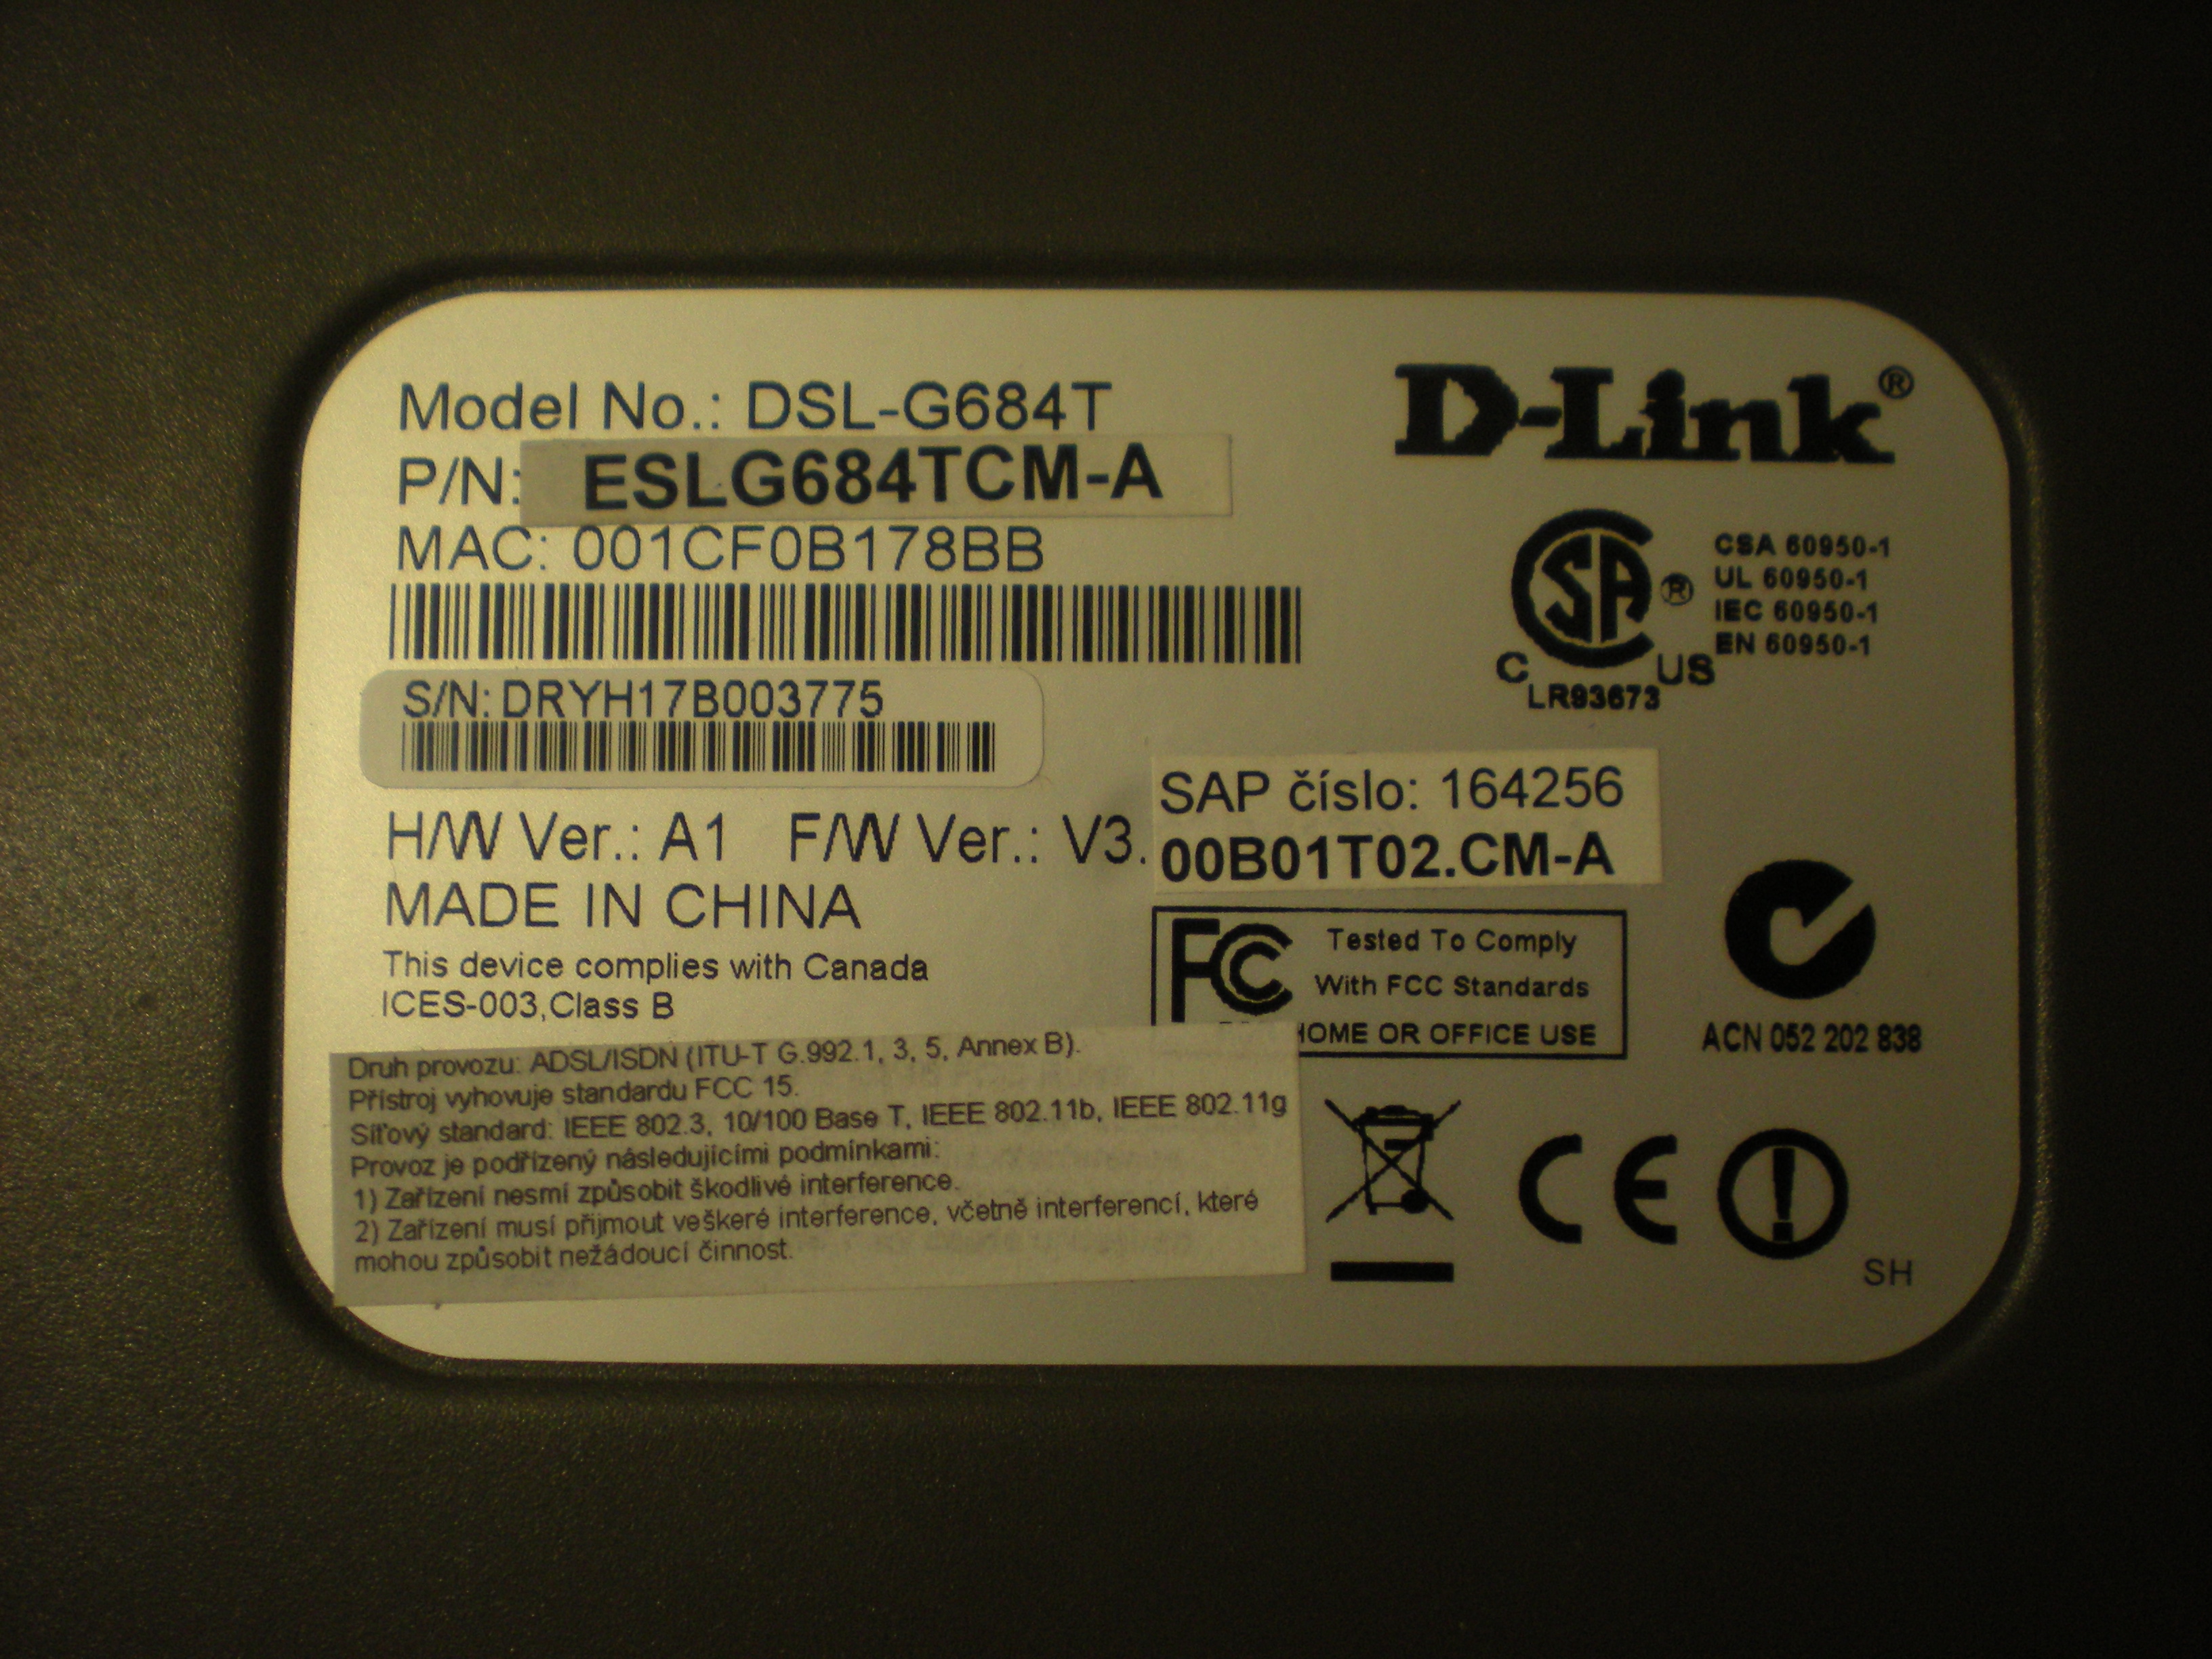 Model No.: DSL-G684T
P/N: ESLG684TCM-A
MAC: 001CF0B178BB
S/N: DRYH17B003775
H/W Ver.: A1 F/W Ver.: V3.
MADE IN CHINA
This device complies with Canada
ICES-003,Class B
Druh provozu: ADSL/ISDN (ITU-T G.992.1, 3, 5, Annex B).
Přístroj vyhovuje standardu FCC 15.
Síťový standard: IEEE 802.3, 10/100 Base T, IEEE 802.11b, IEEE 802.11g
Provoz je podřízený následujícími podmínkami:
1) Zařízení nesmí způsobit škodlivé interference.
2) Zařízení musí přijmout veškeré interference, včetně interferencí, které
mohou způsobit nežádoucí činnost.
D-Link®
CSA 60950-1
UL 60950-1
IEC 60950-1
EN 60950-1
SA ®
C US
LR93673
SAP číslo: 164256
00B01T02.CM-A
FC Tested To Comply
With FCC Standards
HOME OR OFFICE USE
ACN 052 202 838
CE
SH